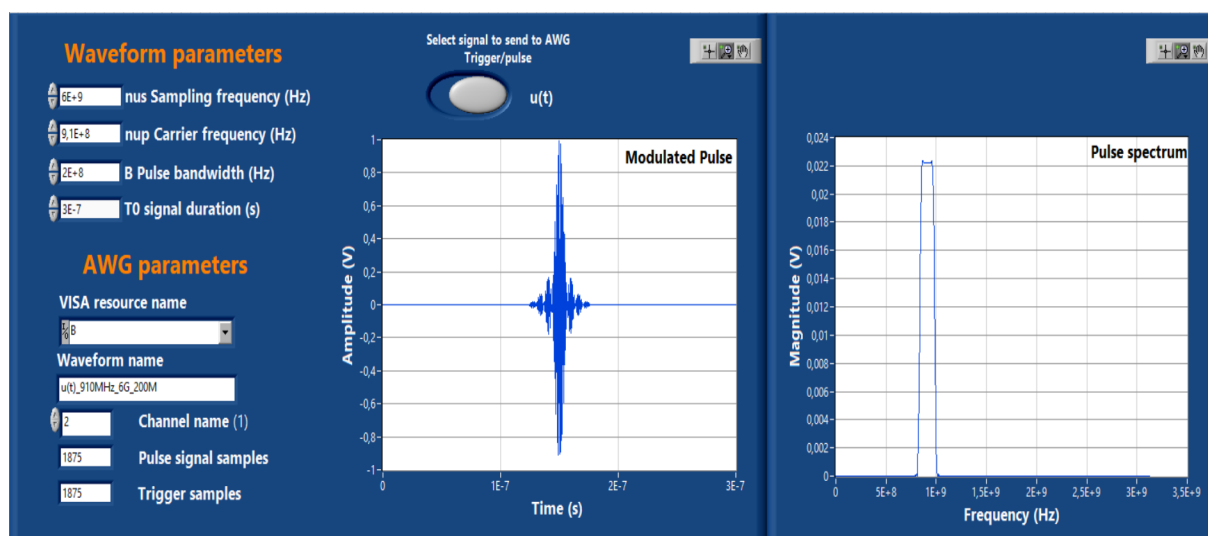 Waveform parameters
6E+9 nus Sampling frequency (Hz)
9,1E+8 nup Carrier frequency (Hz)
2E+8 B Pulse bandwidth (Hz)
3E-7 T0 signal duration (s)
AWG parameters
VISA resource name
B
Waveform name
u(t)_910MHz_6G_200M
2 Channel name (1)
1875 Pulse signal samples
1875 Trigger samples
Select signal to send to AWG
Trigger/pulse
u(t)
Modulated Pulse
Amplitude (V)
1
0,8
0,6
0,4
0,2
0
-0,2
-0,4
-0,6
-0,8
-1
0 1E-7 2E-7 3E-7
Time (s)
Pulse spectrum
Magnitude (V)
0,024
0,022
0,02
0,018
0,016
0,014
0,012
0,01
0,008
0,006
0,004
0,002
0
0 5E+8 1E+9 1,5E+9 2E+9 2,5E+9 3E+9 3,5E+9
Frequency (Hz)